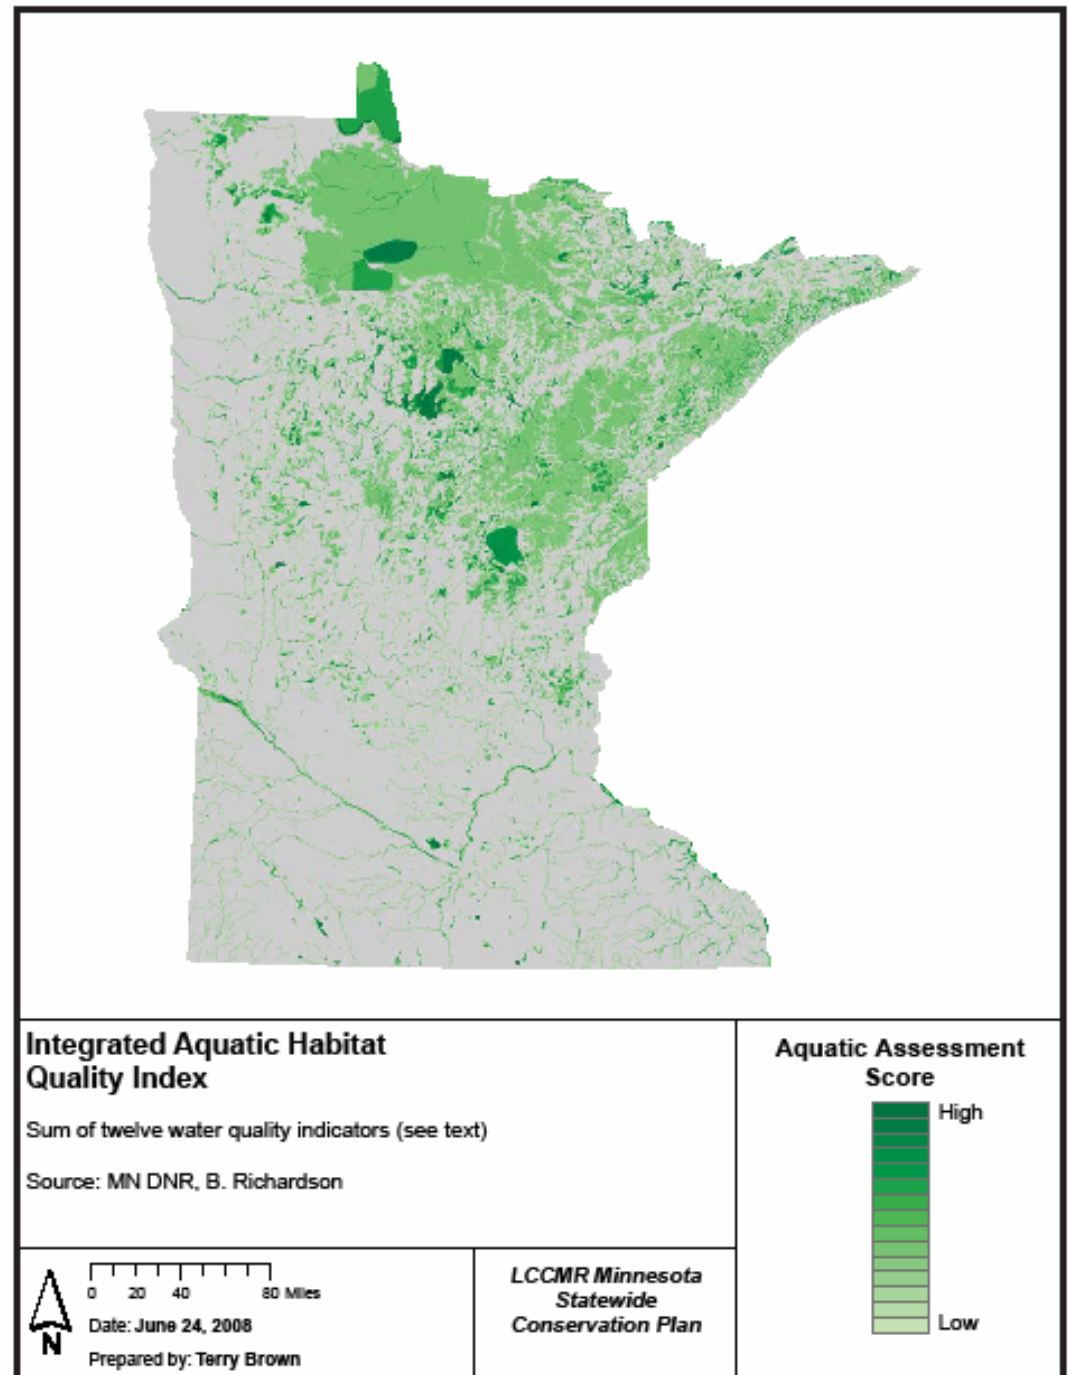 Integrated Aquatic Habitat
Quality Index
Sum of twelve water quality indicators (see text)
Source: MN DNR, B. Richardson
Aquatic Assessment
Score
High
Low
0 20 40 80 Miles
N
Date: June 24, 2008
Prepared by: Terry Brown
LCCMR Minnesota
Statewide
Conservation Plan